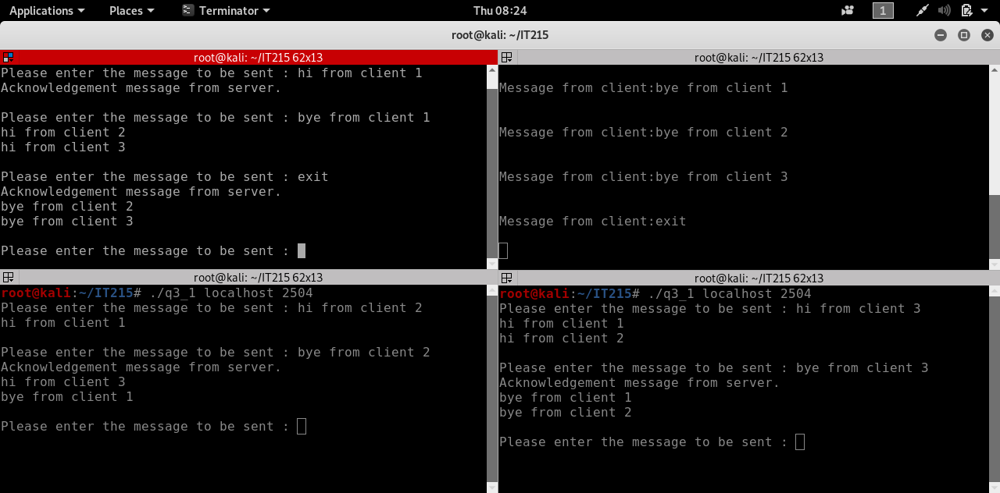 Applications Places Terminator Thu 08:24 1
root@kali: ~/IT215
root@kali: ~/IT215 62x13
Please enter the message to be sent : hi from client 1
Acknowledgement message from server.
Please enter the message to be sent : bye from client 1
hi from client 2
hi from client 3
Please enter the message to be sent : exit
Acknowledgement message from server.
bye from client 2
bye from client 3
Please enter the message to be sent :
root@kali: ~/IT215 62x13
Message from client:bye from client 1
Message from client:bye from client 2
Message from client:bye from client 3
Message from client:exit
root@kali: ~/IT215 62x13
root@kali:~/IT215# ./q3_1 localhost 2504
Please enter the message to be sent : hi from client 2
hi from client 1
Please enter the message to be sent : bye from client 2
Acknowledgement message from server.
hi from client 3
bye from client 1
Please enter the message to be sent :
root@kali: ~/IT215 62x13
root@kali:~/IT215# ./q3_1 localhost 2504
Please enter the message to be sent : hi from client 3
hi from client 1
hi from client 2
Please enter the message to be sent : bye from client 3
Acknowledgement message from server.
bye from client 1
bye from client 2
Please enter the message to be sent :